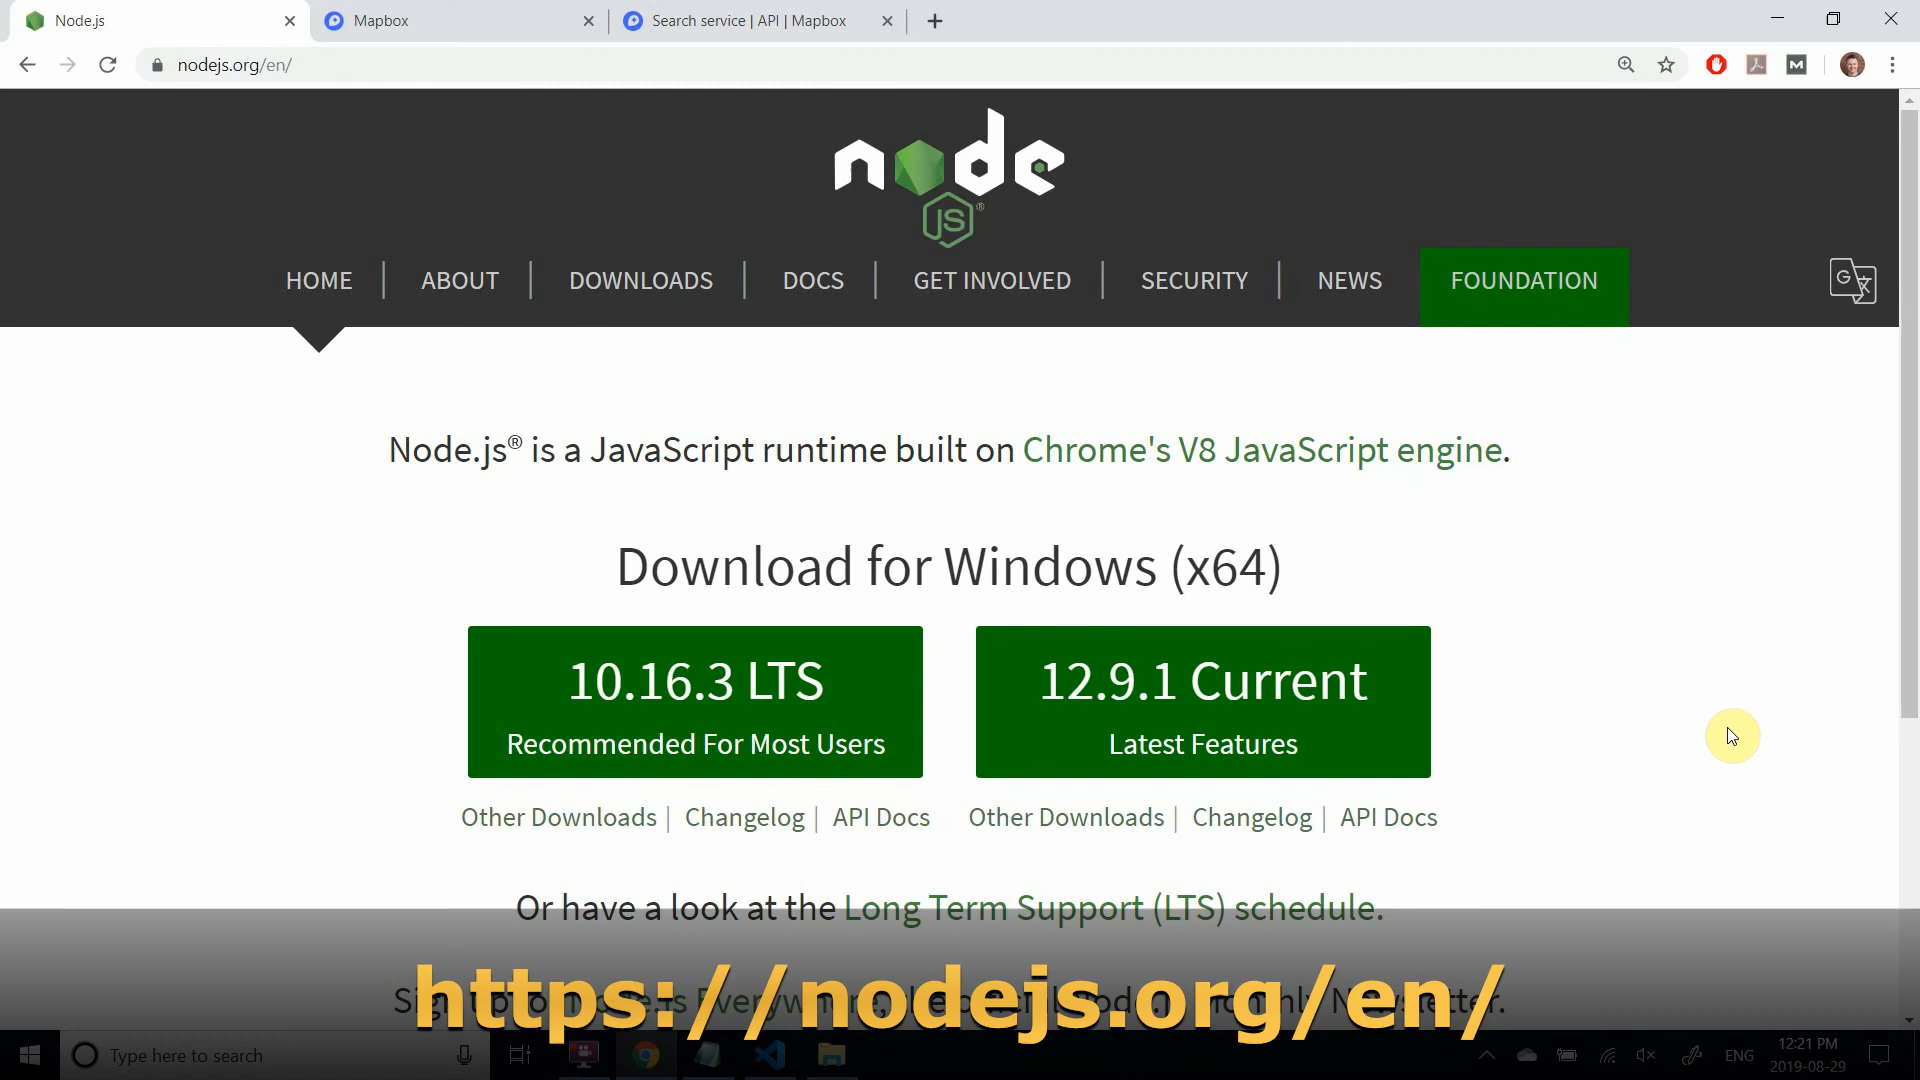 Node.js
Mapbox
Search service | API | Mapbox
nodejs.org/en/
node
JS®
HOME
ABOUT
DOWNLOADS
DOCS
GET INVOLVED
SECURITY
NEWS
FOUNDATION
Node.js® is a JavaScript runtime built on Chrome's V8 JavaScript engine.
Download for Windows (x64)
10.16.3 LTS
Recommended For Most Users
12.9.1 Current
Latest Features
Other Downloads | Changelog | API Docs
Other Downloads | Changelog | API Docs
Or have a look at the Long Term Support (LTS) schedule.
https://nodejs.org/en/
Type here to search
ENG
12:21 PM
2019-08-29